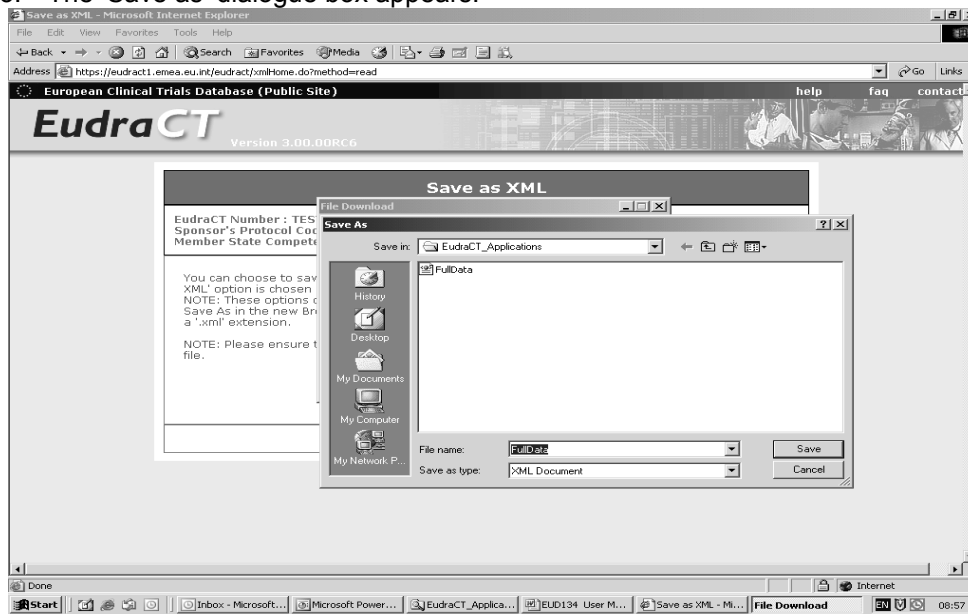 The 'Save as' dialogue box appears.
Save as XML - Microsoft Internet Explorer
File Edit View Favorites Tools Help
Back Search Favorites Media
Address https://eudract1.emea.eu.int/eudract/xmlHome.do?method=read Go Links
European Clinical Trials Database (Public Site) help faq contact
EudraCT
Version 3.00.00RC6
Save as XML
EudraCT Number : TES
Sponsor's Protocol Coc
Member State Compete
You can choose to sav
XML' option is chosen
NOTE: These options
Save As in the new Br
a '.xml' extension.
NOTE: Please ensure t
file.
File Download
Save As
Save in: EudraCT_Applications
FullData
History
Desktop
My Documents
My Computer
My Network P...
File name: FullData Save
Save as type: XML Document Cancel
Done Internet
Start Inbox - Microsoft... Microsoft Power... EudraCT_Applica... EUD134 User M... Save as XML - Mi... File Download EN 08:57